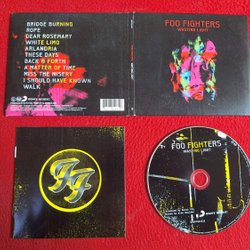 BRIDGE BURNING
ROPE
DEAR ROSEMARY
WHITE LIMO
ARLANDRIA
THESE DAYS
BACK & FORTH
A MATTER OF TIME
MISS THE MISERY
I SHOULD HAVE KNOWN
WALK
FOO FIGHTERS
WASTING LIGHT
FF
FOO FIGHTERS
WASTING LIGHT